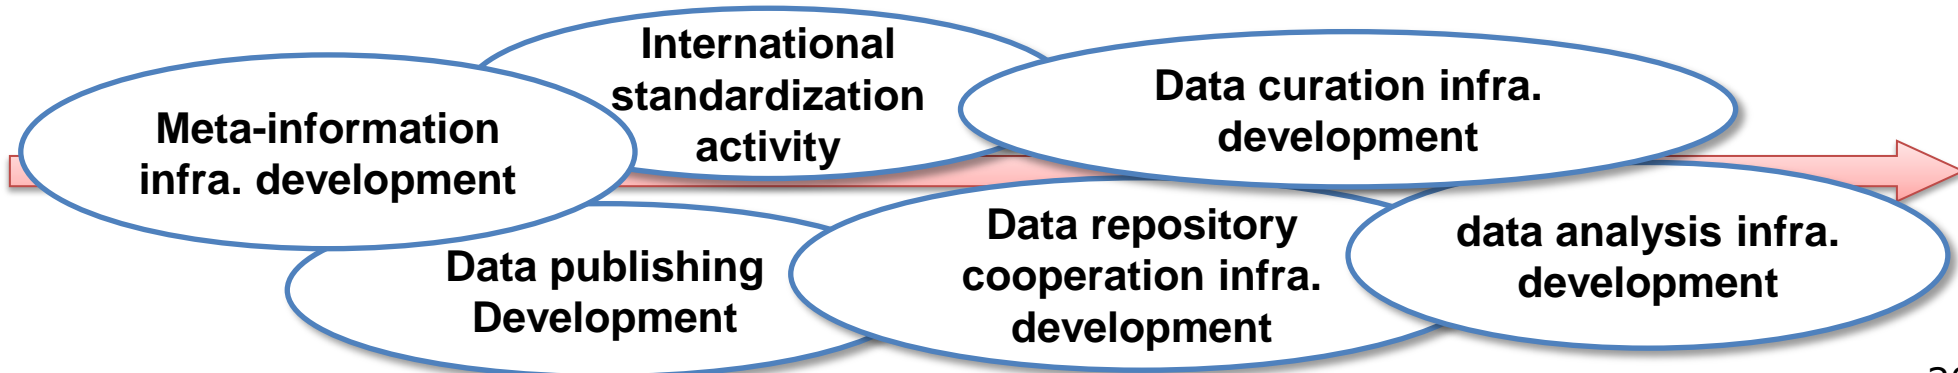 International
standardization
activity
Data curation infra.
development
Meta-information
infra. development
Data repository
cooperation infra.
development
data analysis infra.
development
Data publishing
Development